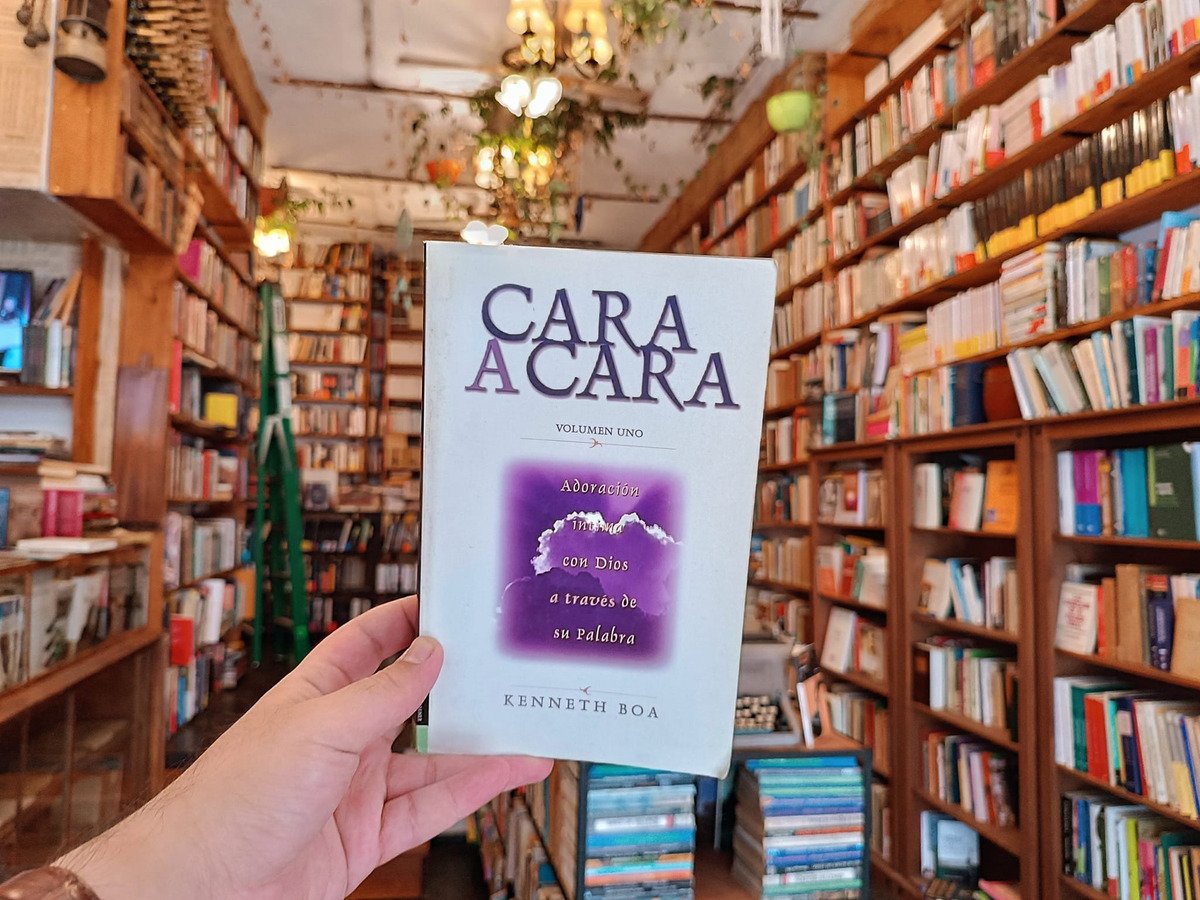 CARA
A CARA
VOLUMEN UNO
Adoración
íntima
con Dios
a través de
su Palabra
KENNETH BOA